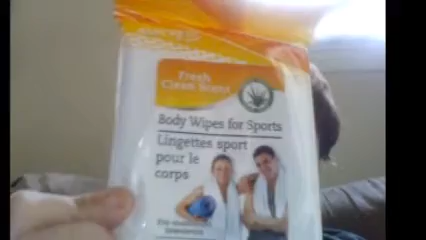 Fresh
Clean Scent
Body Wipes for Sports
Lingettes sport
pour le
corps